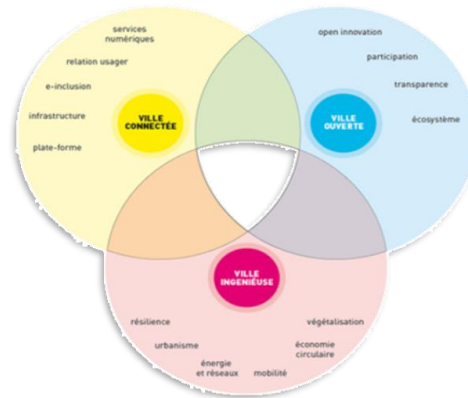 services
numériques
relation usager
e-inclusion
infrastructure
plate-forme
VILLE
CONNECTÉE
open innovation
participation
transparence
écosystème
VILLE
OUVERTE
VILLE
INGÉNIEUSE
résilience
urbanisme
énergie
et réseaux
mobilité
économie
circulaire
végétalisation